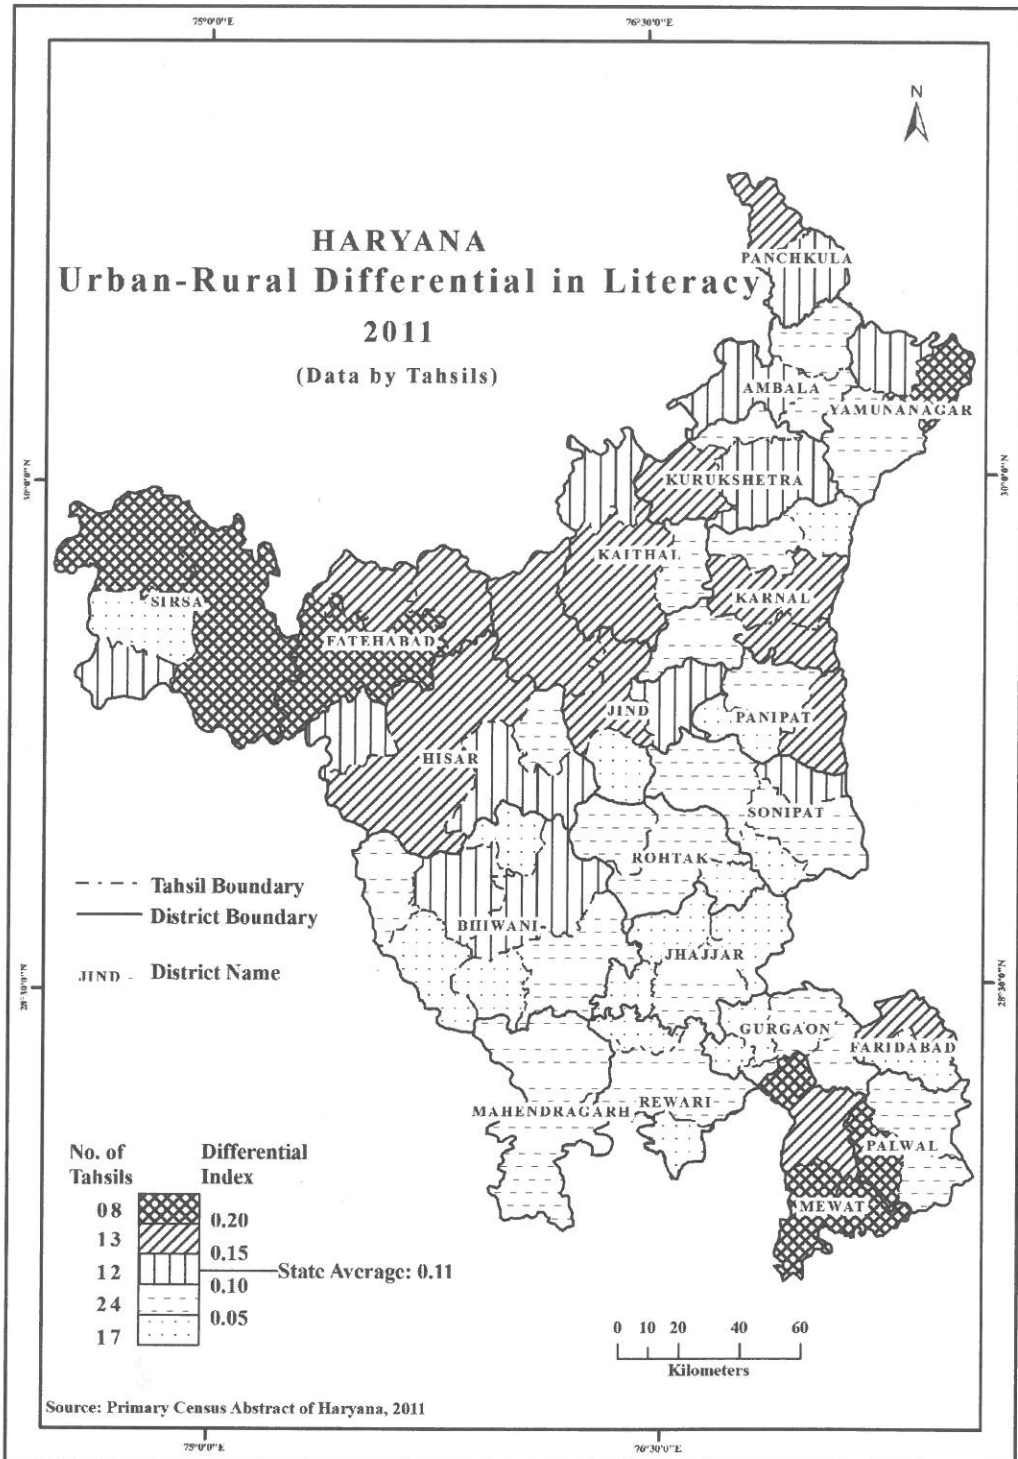 75°0'0"E 76°30'0"E
N
HARYANA
Urban-Rural Differential in Literacy
2011
(Data by Tahsils)
PANCHKULA
AMBALA
YAMUNANAGAR
30°0'0"N 30°0'0"N
KURUKSHETRA
KAITHAL
KARNAL
SIRSA
FATEHABAD
JIND
PANIPAT
HISAR
SONIPAT
ROHTAK
Tahsil Boundary
District Boundary
BHIWANI
JHAJJAR
JIND - District Name
28°30'0"N 28°30'0"N
GURGAON
FARIDABAD
MAHENDRAGARH
REWARI
PALWAL
MEWAT
No. of Tahsils
Differential Index
08
0.20
13
0.15
12
State Average: 0.11
0.10
24
0.05
17
0 10 20 40 60
Kilometers
Source: Primary Census Abstract of Haryana, 2011
75°0'0"E 76°30'0"E